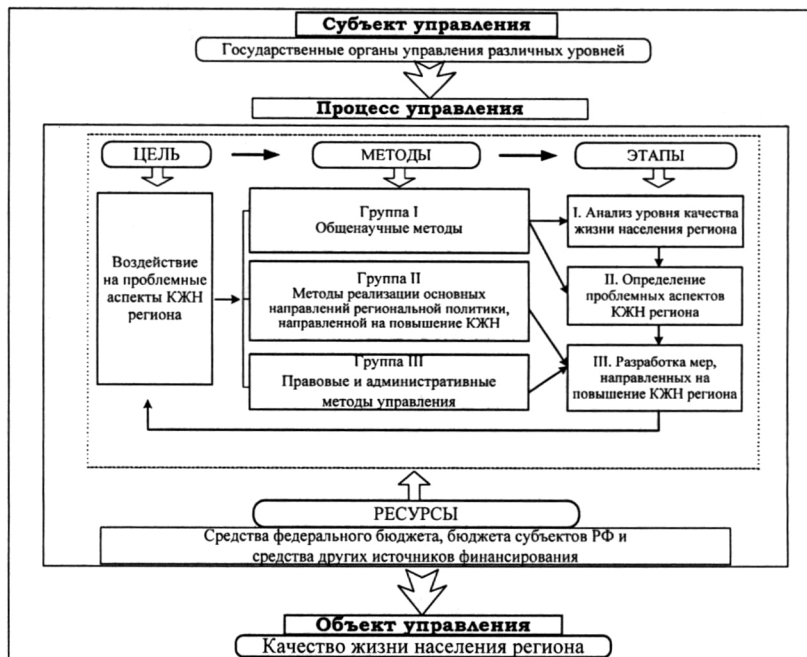 Субъект управления
Государственные органы управления различных уровней
Процесс управления
ЦЕЛЬ
МЕТОДЫ
ЭТАПЫ
Воздействие
на проблемные
аспекты КЖН
региона
Группа I
Общенаучные методы
Группа II
Методы реализации основных
направлений региональной политики,
направленной на повышение КЖН
Группа III
Правовые и административные
методы управления
I. Анализ уровня качества
жизни населения региона
II. Определение
проблемных аспектов
КЖН региона
III. Разработка мер,
направленных на
повышение КЖН региона
РЕСУРСЫ
Средства федерального бюджета, бюджета субъектов РФ и
средства других источников финансирования
Объект управления
Качество жизни населения региона